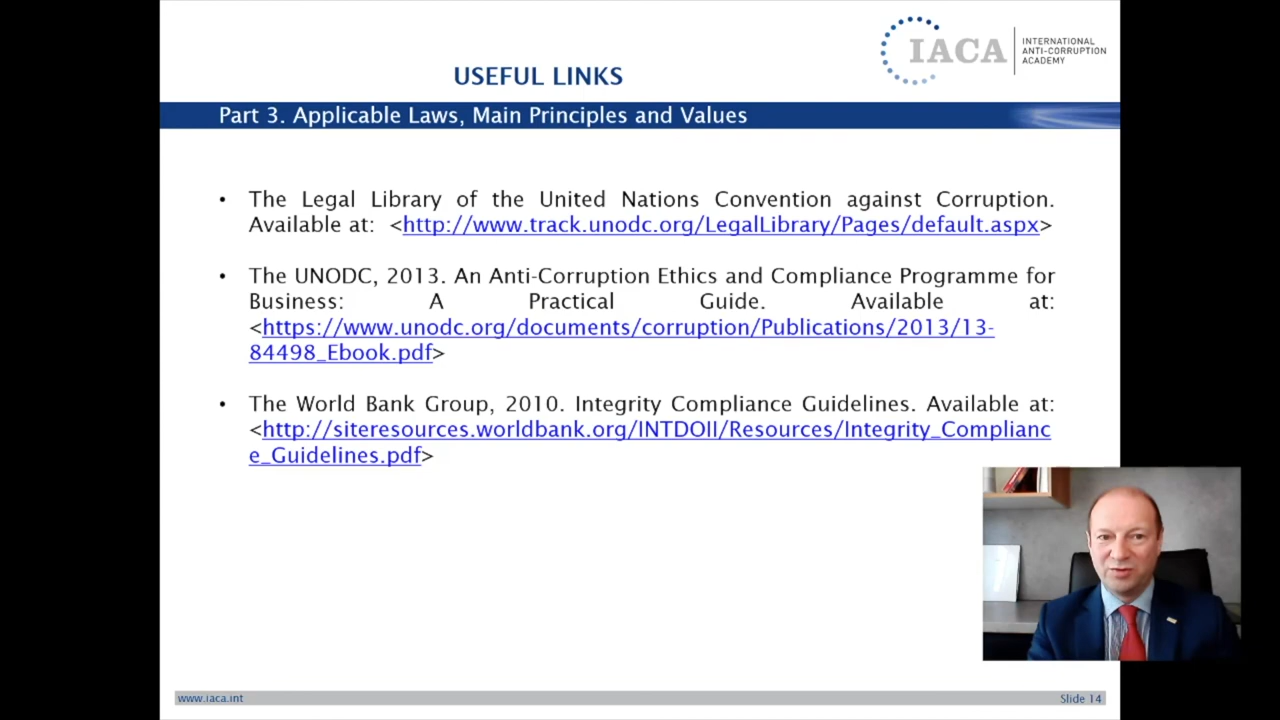 IACA
INTERNATIONAL
ANTI-CORRUPTION
ACADEMY
USEFUL LINKS
Part 3. Applicable Laws, Main Principles and Values
• The Legal Library of the United Nations Convention against Corruption.
Available at: <http://www.track.unodc.org/LegalLibrary/Pages/default.aspx>
• The UNODC, 2013. An Anti-Corruption Ethics and Compliance Programme for
Business: A Practical Guide. Available at:
<https://www.unodc.org/documents/corruption/Publications/2013/13-
84498_Ebook.pdf>
• The World Bank Group, 2010. Integrity Compliance Guidelines. Available at:
<http://siteresources.worldbank.org/INTDOII/Resources/Integrity_Complianc
e_Guidelines.pdf>
www.iaca.int
Slide 14